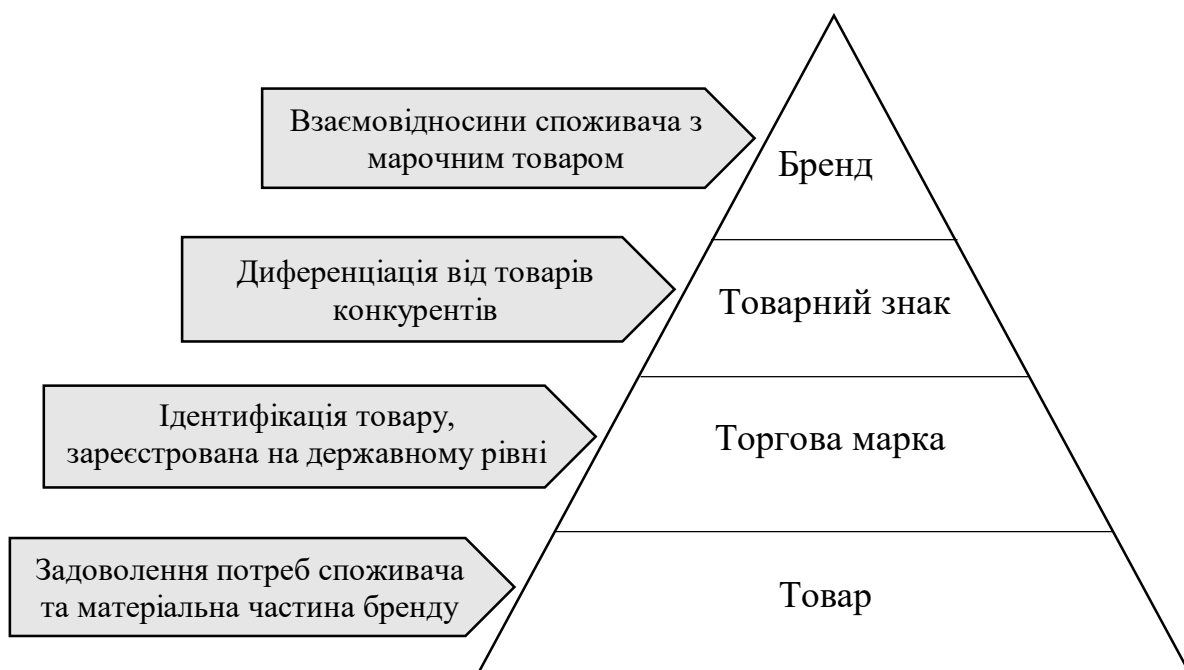 Взаємовідносини споживача з
марочним товаром
Бренд
Диференціація від товарів
конкурентів
Товарний знак
Ідентифікація товару,
зареєстрована на державному рівні
Торгова марка
Задоволення потреб споживача
та матеріальна частина бренду
Товар